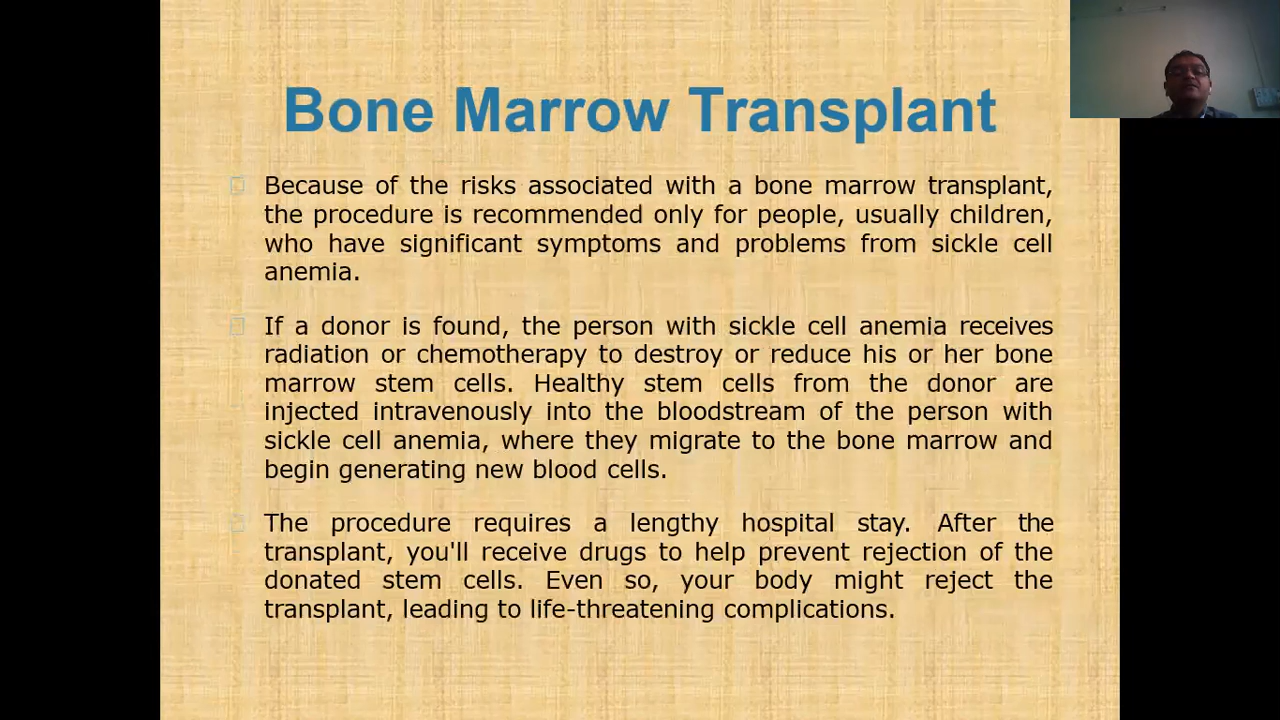 Bone Marrow Transplant
Because of the risks associated with a bone marrow transplant,
the procedure is recommended only for people, usually children,
who have significant symptoms and problems from sickle cell
anemia.
If a donor is found, the person with sickle cell anemia receives
radiation or chemotherapy to destroy or reduce his or her bone
marrow stem cells. Healthy stem cells from the donor are
injected intravenously into the bloodstream of the person with
sickle cell anemia, where they migrate to the bone marrow and
begin generating new blood cells.
The procedure requires a lengthy hospital stay. After the
transplant, you'll receive drugs to help prevent rejection of the
donated stem cells. Even so, your body might reject the
transplant, leading to life-threatening complications.